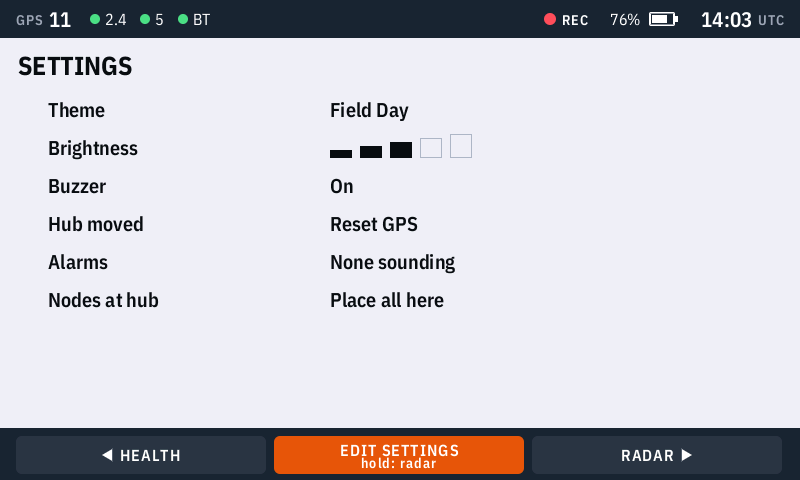 GPS 11 2.4 5 BT REC 76% 14:03 UTC
SETTINGS
Theme Field Day
Brightness
Buzzer On
Hub moved Reset GPS
Alarms None sounding
Nodes at hub Place all here
◀ HEALTH EDIT SETTINGS RADAR ▶
hold: radar